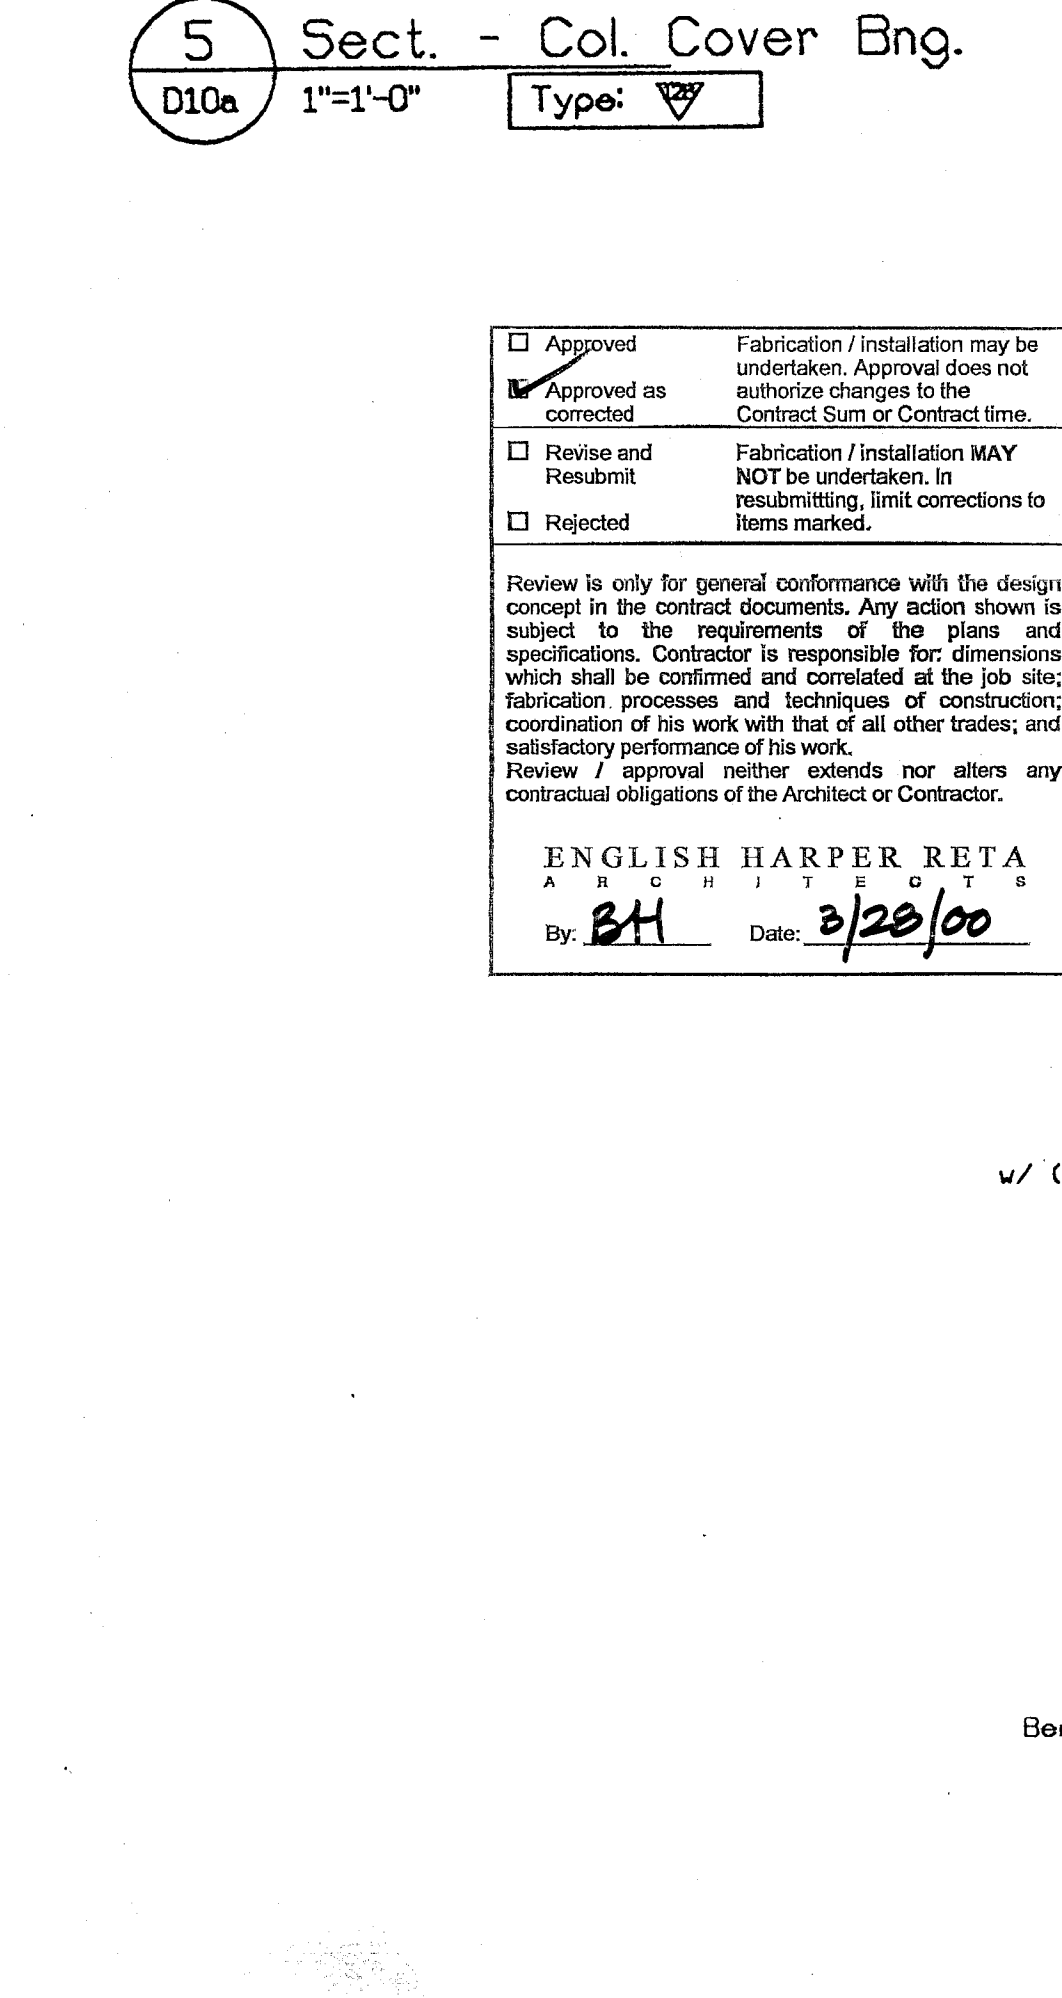 5 Sect. - Col. Cover Bng.
D10a 1"=1'-0" Type: 128
☐ Approved Fabrication / installation may be
undertaken. Approval does not
☑ Approved as authorize changes to the
corrected Contract Sum or Contract time.
☐ Revise and Fabrication / installation MAY
Resubmit NOT be undertaken. In
resubmittting, limit corrections to
☐ Rejected items marked.
Review is only for general conformance with the design
concept in the contract documents. Any action shown is
subject to the requirements of the plans and
specifications. Contractor is responsible for: dimensions
which shall be confirmed and correlated at the job site;
fabrication processes and techniques of construction;
coordination of his work with that of all other trades; and
satisfactory performance of his work.
Review / approval neither extends nor alters any
contractual obligations of the Architect or Contractor.
ENGLISH HARPER RETA
ARCHITECTS
By: BH Date: 3/28/00
w/ (